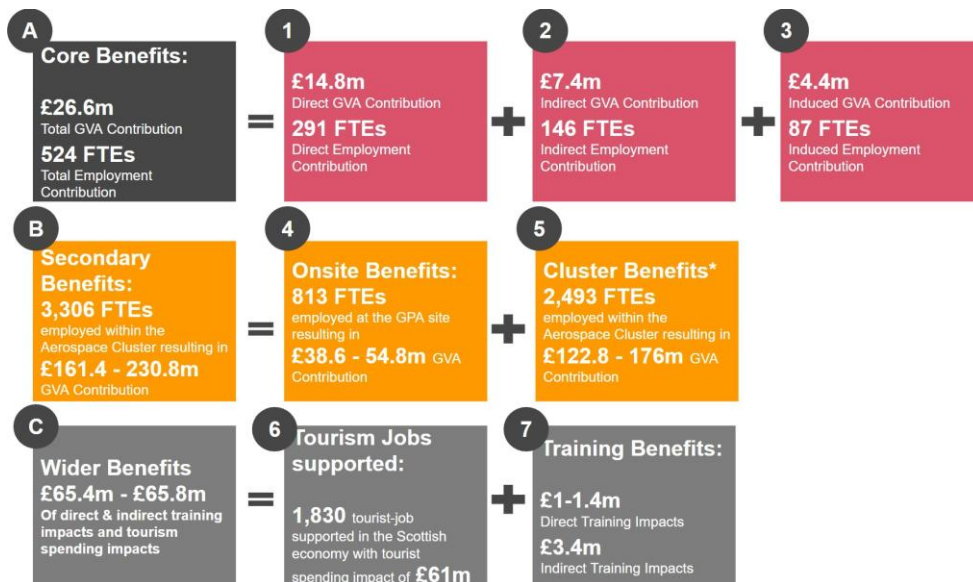 A
Core Benefits:
£26.6m
Total GVA Contribution
524 FTEs
Total Employment
Contribution
=
1
£14.8m
Direct GVA Contribution
291 FTEs
Direct Employment
Contribution
+
2
£7.4m
Indirect GVA Contribution
146 FTEs
Indirect Employment
Contribution
+
3
£4.4m
Induced GVA Contribution
87 FTEs
Induced Employment
Contribution
B
Secondary
Benefits:
3,306 FTEs
employed within the
Aerospace Cluster resulting in
£161.4 - 230.8m
GVA Contribution
=
4
Onsite Benefits:
813 FTEs
employed at the GPA site
resulting in
£38.6 - 54.8m GVA
Contribution
+
5
Cluster Benefits*
2,493 FTEs
employed within the
Aerospace Cluster resulting in
£122.8 - 176m GVA
Contribution
C
Wider Benefits
£65.4m - £65.8m
Of direct & indirect training
impacts and tourism
spending impacts
=
6
Tourism Jobs
supported:
1,830 tourist-job
supported in the Scottish
economy with tourist
spending impact of £61m
+
7
Training Benefits:
£1-1.4m
Direct Training Impacts
£3.4m
Indirect Training Impacts